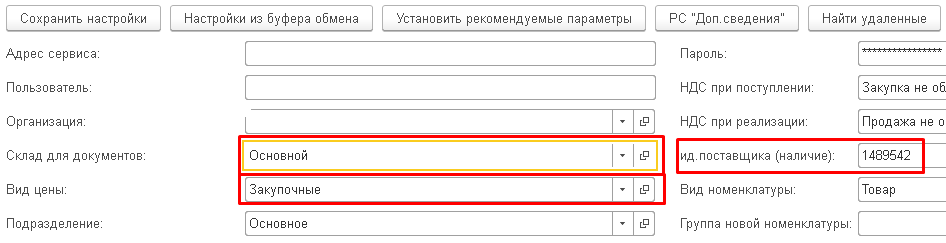 Сохранить настройки Настройки из буфера обмена Установить рекомендуемые параметры РС "Доп.сведения" Найти удаленные
Адрес сервиса: Пароль: ****************
Пользователь: НДС при поступлении: Закупка не об
Организация: НДС при реализации: Продажа не о
Склад для документов: Основной ид.поставщика (наличие): 1489542
Вид цены: Закупочные Вид номенклатуры: Товар
Подразделение: Основное Группа новой номенклатуры: